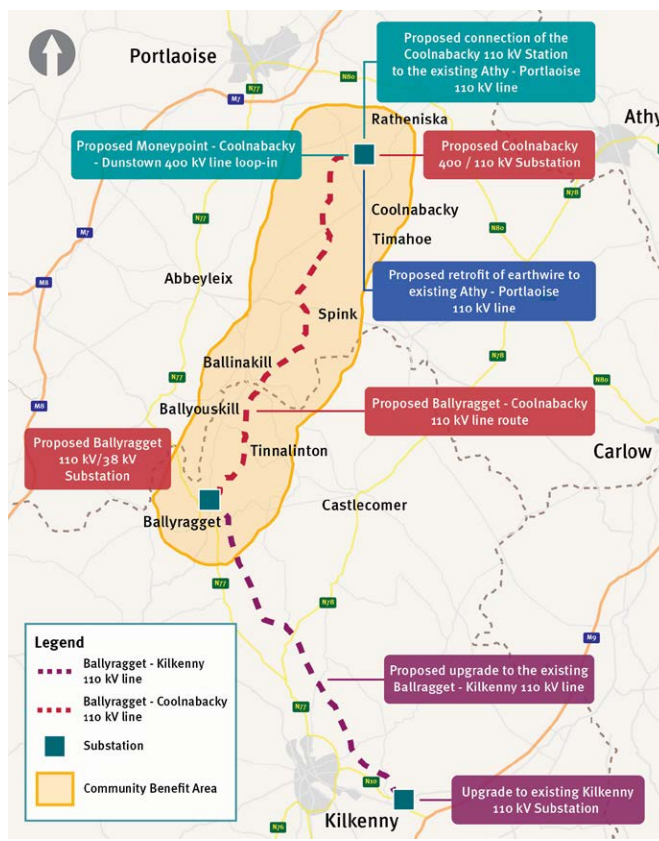 Portlaoise
Proposed connection of the
Coolnabacky 110 kV Station
to the existing Athy - Portlaoise
110 kV line
N80
N77
M7
Ratheniska
Athy
Proposed Moneypoint - Coolnabacky
- Dunstown 400 kV line loop-in
Proposed Coolnabacky
400 / 110 kV Substation
N78
N77
Coolnabacky
N80
M7
Timahoe
Abbeyleix
M8
Proposed retrofit of earthwire to
existing Athy - Portlaoise
110 kV line
Spink
N78
Ballinakill
N77
N80
M8
Ballyouskill
Proposed Ballyragget - Coolnabacky
110 kV line route
Proposed Ballyragget
110 kV/38 kV
Substation
Tinnalinton
Carlow
Castlecomer
Ballyragget
N77
N78
M9
Legend
Ballyragget - Kilkenny
110 kV line
Ballyragget - Coolnabacky
110 kV line
Substation
Community Benefit Area
Proposed upgrade to the existing
Ballragget - Kilkenny 110 kV line
N77
N10
Upgrade to existing Kilkenny
110 kV Substation
Kilkenny
N76